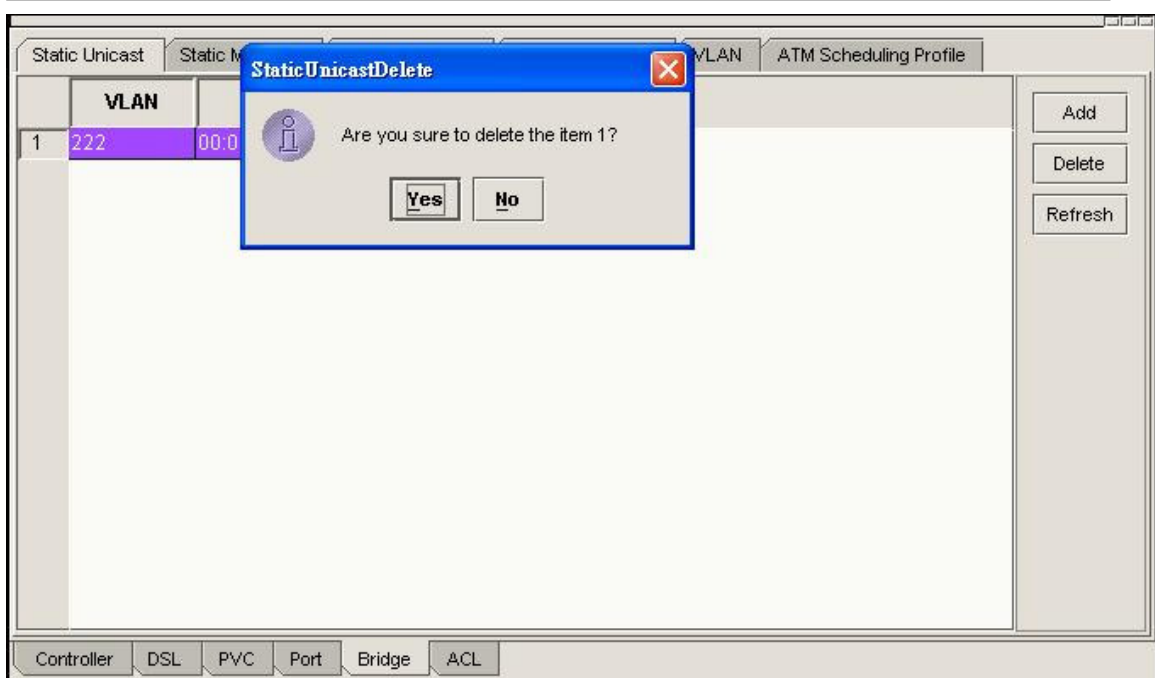 Static Unicast
Static M
VLAN
ATM Scheduling Profile
StaticUnicastDelete
VLAN
1 222 00:0
Are you sure to delete the item 1?
Yes No
Add
Delete
Refresh
Controller DSL PVC Port Bridge ACL